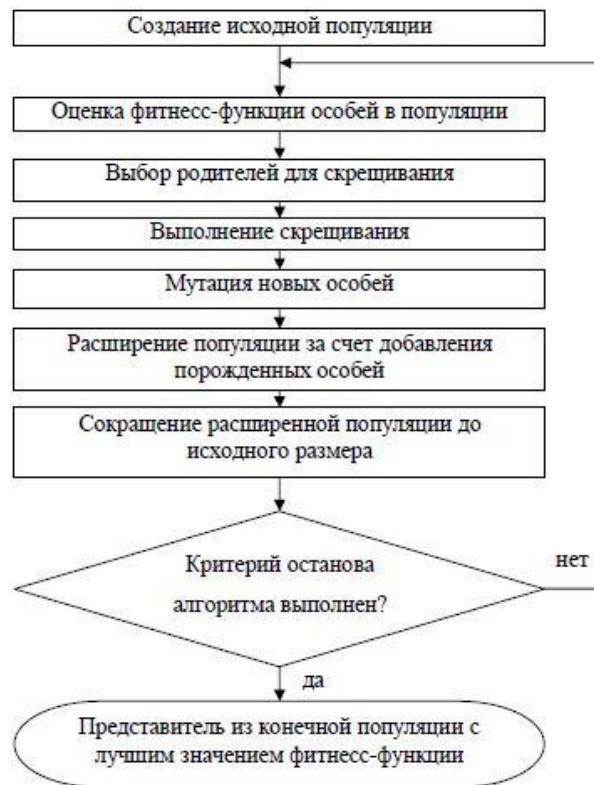 Создание исходной популяции
Оценка фитнесс-функции особей в популяции
Выбор родителей для скрещивания
Выполнение скрещивания
Мутация новых особей
Расширение популяции за счет добавления
порожденных особей
Сокращение расширенной популяции до
исходного размера
Критерий останова
алгоритма выполнен?
нет
да
Представитель из конечной популяции с
лучшим значением фитнесс-функции